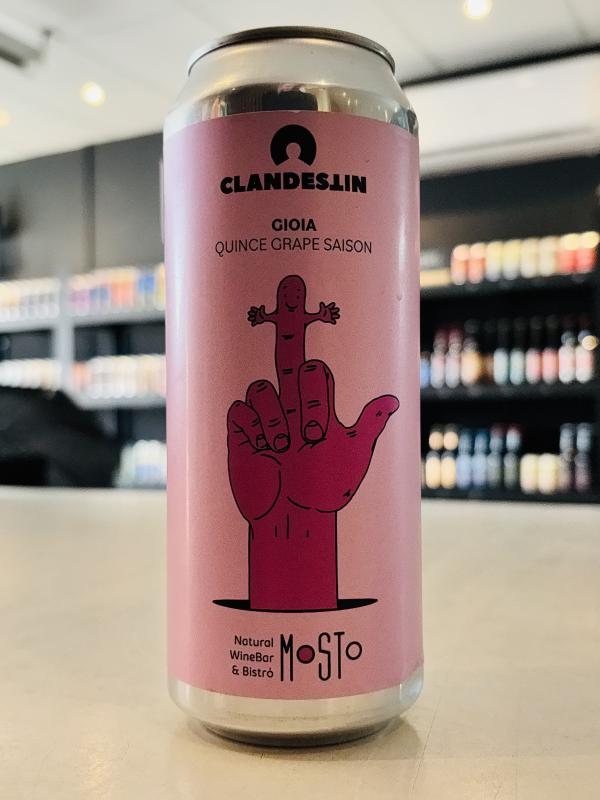 CLANDESTIN
GIOIA
QUINCE GRAPE SAISON
Natural
WineBar
& Bistró
MOSTO